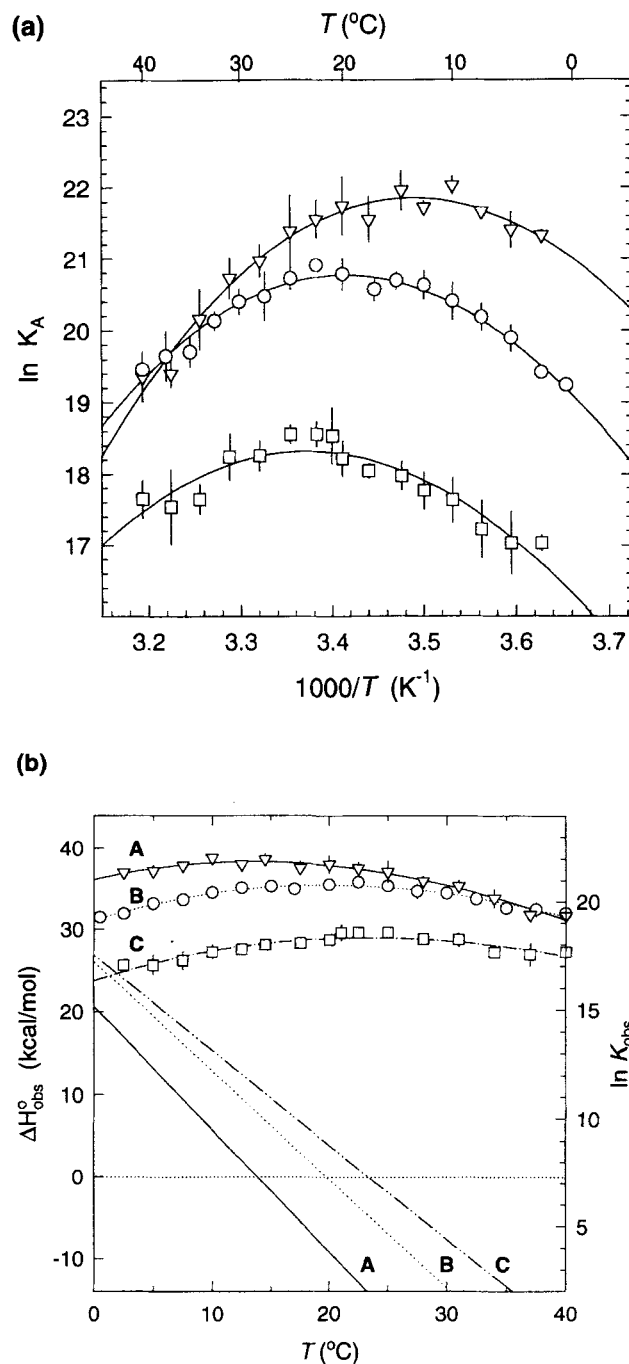 (a)
T (°C)
40 30 20 10 0
23
22
21
20
19
18
17
ln K_A
3.2 3.3 3.4 3.5 3.6 3.7
1000/T (K⁻¹)
(b)
40
30
20
10
0
-10
ΔH°obs (kcal/mol)
A
B
C
20
15
10
5
ln Kobs
A B C
0 10 20 30 40
T (°C)